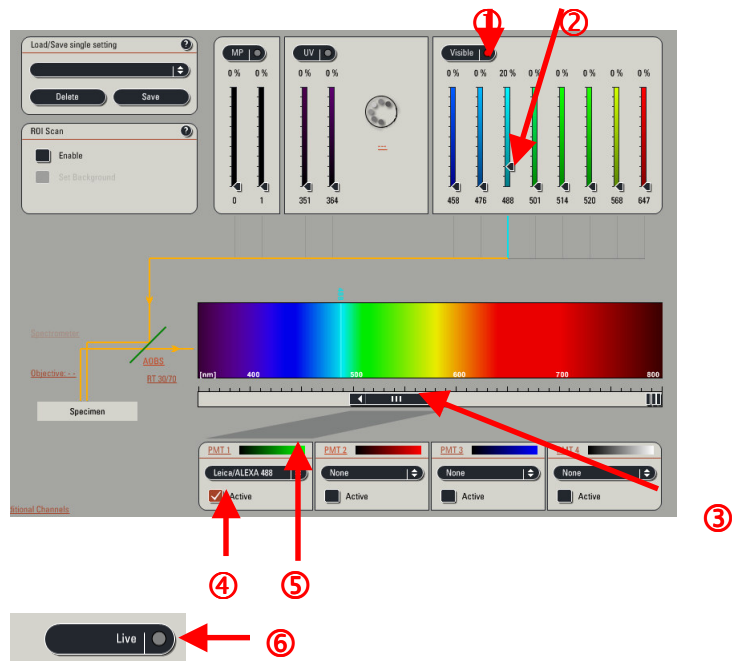 ① ②
Load/Save single setting ?
Delete Save
ROI Scan ?
Enable
Set Background
MP
0 % 0 %
0 1
UV
0 % 0 %
351 364
---
Visible
0 % 0 % 20 % 0 % 0 % 0 % 0 % 0 %
458 476 488 501 514 520 568 647
Spectrometer
Objective: --
AOBS
RT 30/70
Specimen
[nm] 400 500 600 700 800
PMT 1 PMT 2 PMT 3 PMT 4
Leica/ALEXA 488 None None None
Active Active Active Active
③
itional Channels
④ ⑤
Live ⑥